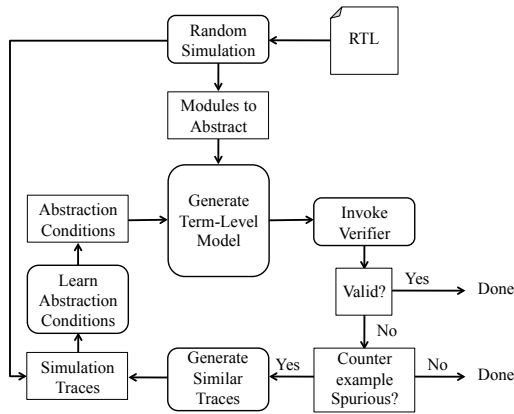 Random
Simulation
RTL
Modules to
Abstract
Abstraction
Conditions
Generate
Term-Level
Model
Invoke
Verifier
Learn
Abstraction
Conditions
Valid?
Yes
Done
No
Simulation
Traces
Generate
Similar
Traces
Yes
Counter
example
Spurious?
No
Done